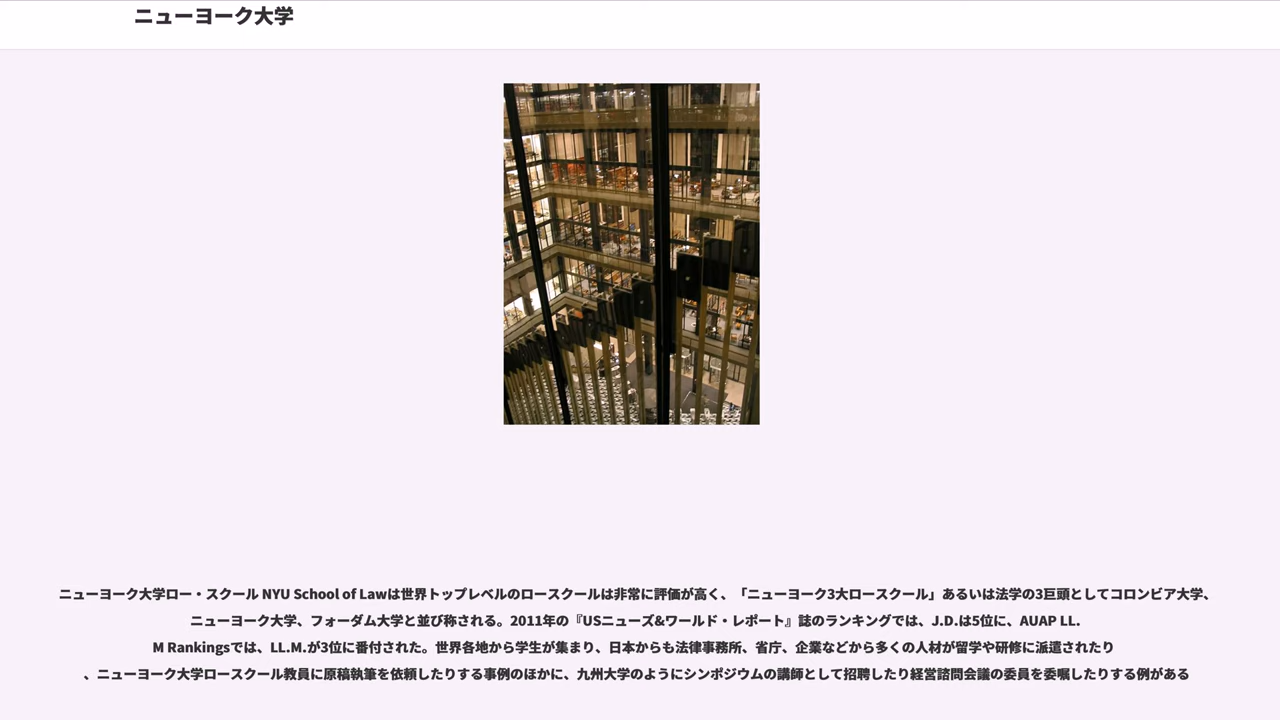 ニューヨーク大学
ニューヨーク大学ロー・スクール NYU School of Lawは世界トップレベルのロースクールは非常に評価が高く、「ニューヨーク3大ロースクール」あるいは法学の3巨頭としてコロンビア大学、
ニューヨーク大学、フォーダム大学と並び称される。2011年の『USニューズ&ワールド・レポート』誌のランキングでは、J.D.は5位に、AUAP LL.
M Rankingsでは、LL.M.が3位に番付された。世界各地から学生が集まり、日本からも法律事務所、省庁、企業などから多くの人材が留学や研修に派遣されたり
、ニューヨーク大学ロースクール教員に原稿執筆を依頼したりする事例のほかに、九州大学のようにシンポジウムの講師として招聘したり経営諮問会議の委員を委嘱したりする例がある